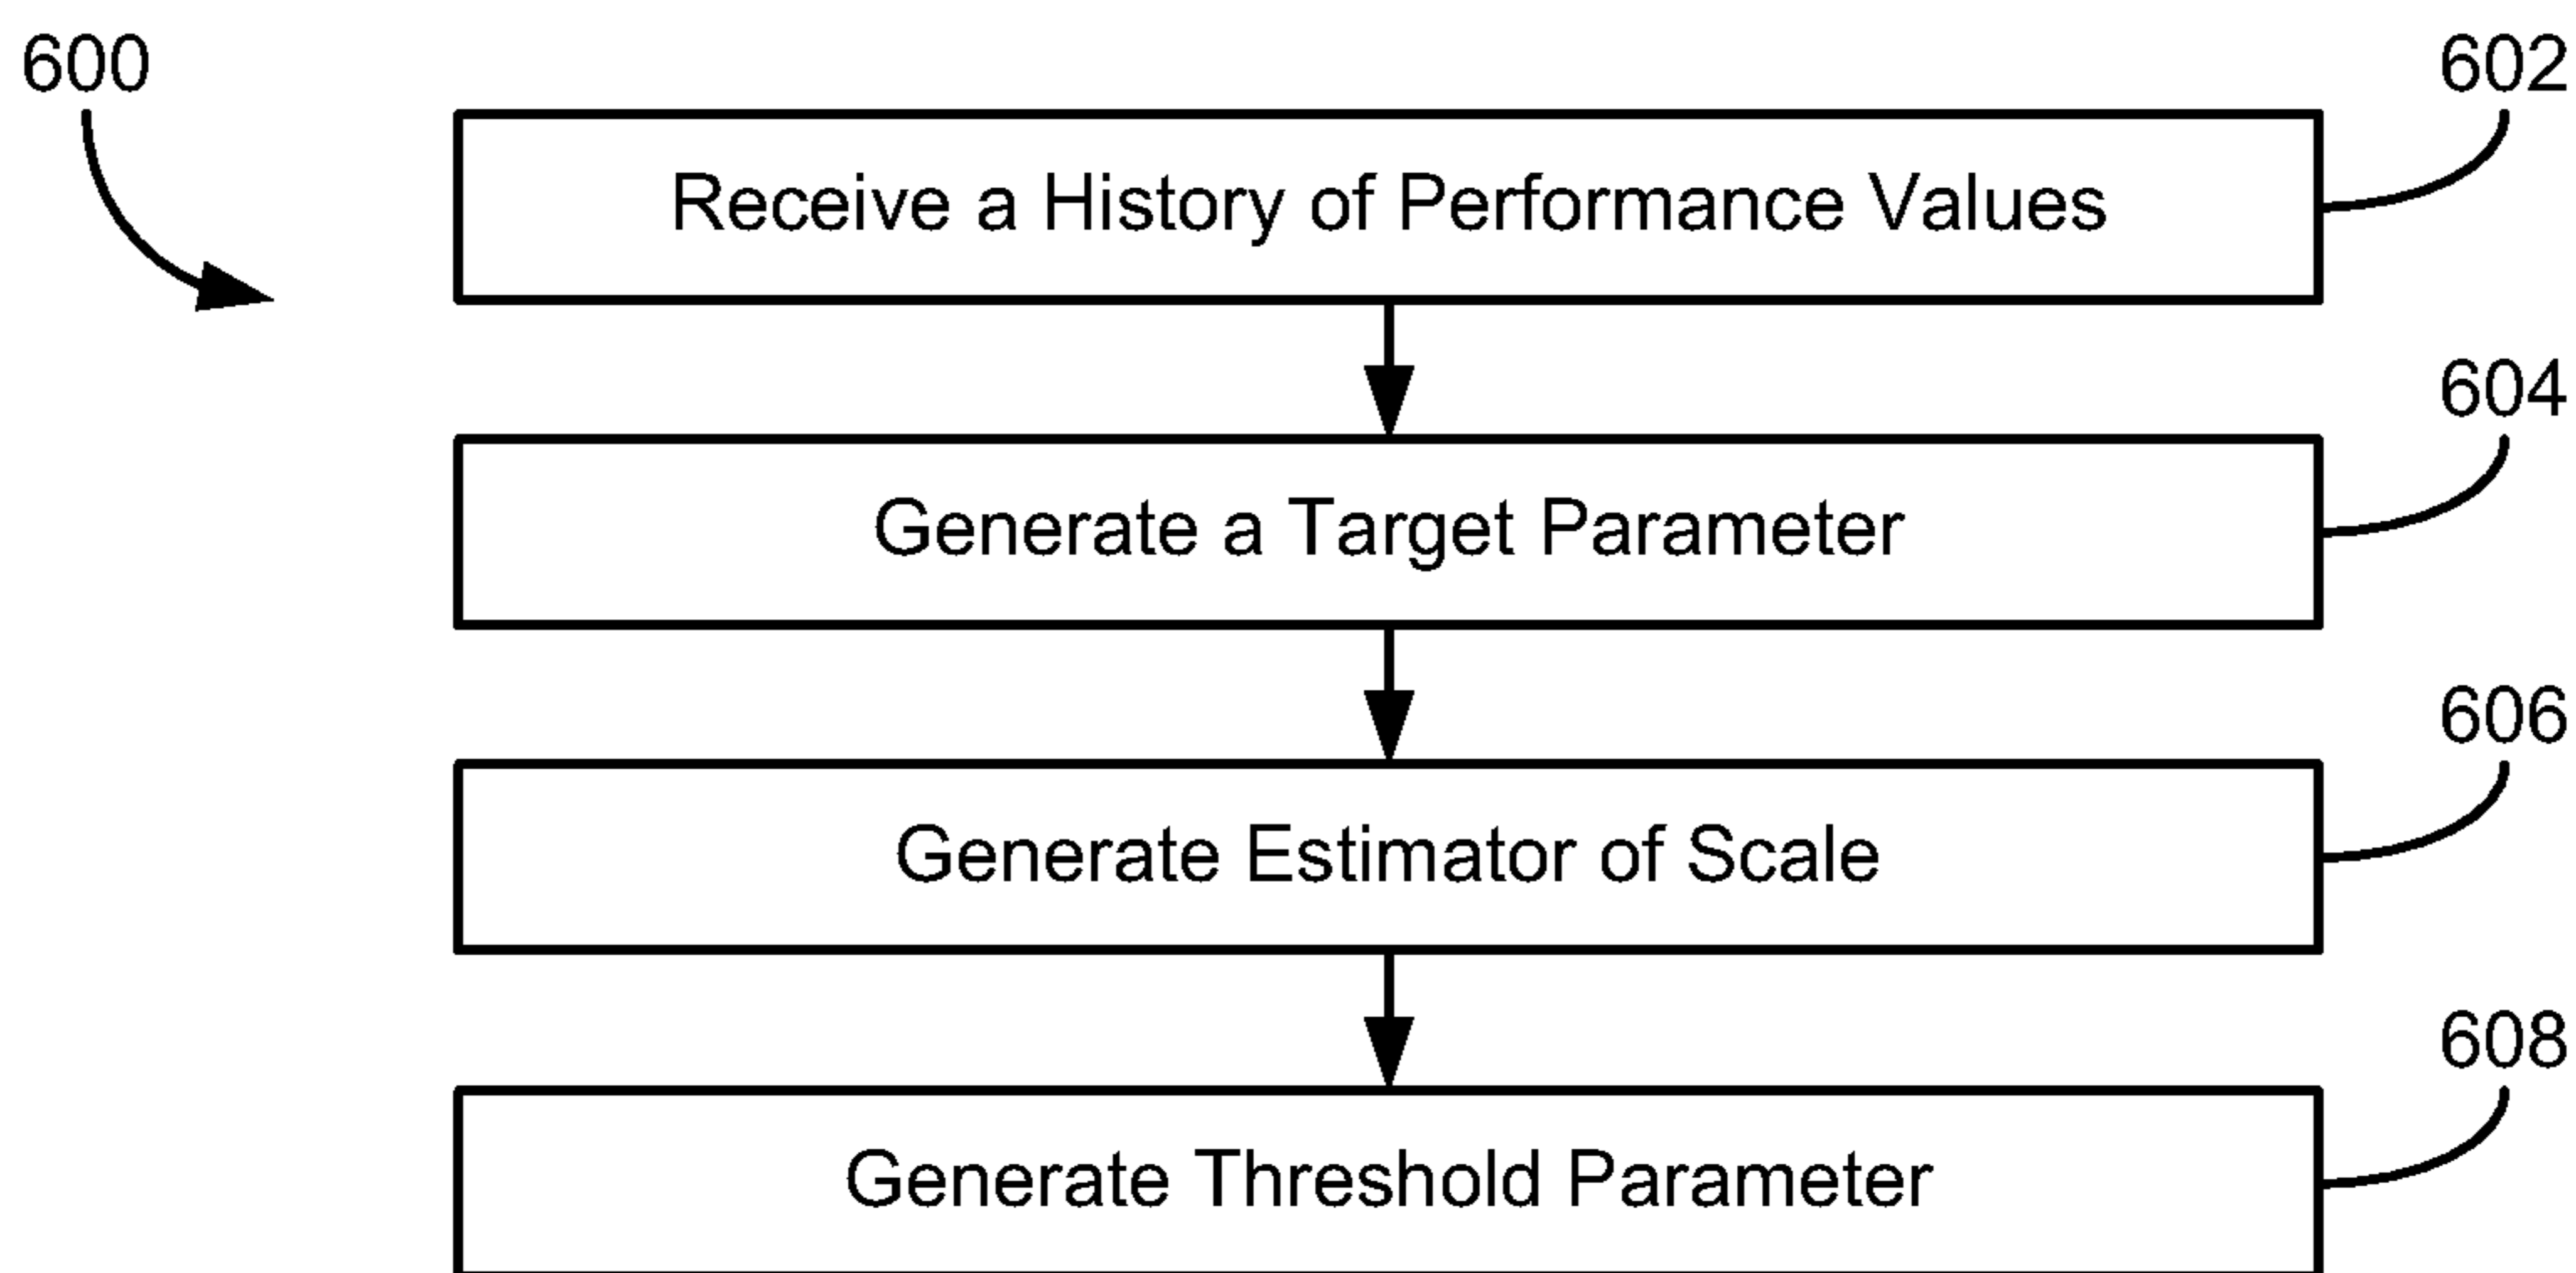 600
602
Receive a History of Performance Values
604
Generate a Target Parameter
606
Generate Estimator of Scale
608
Generate Threshold Parameter